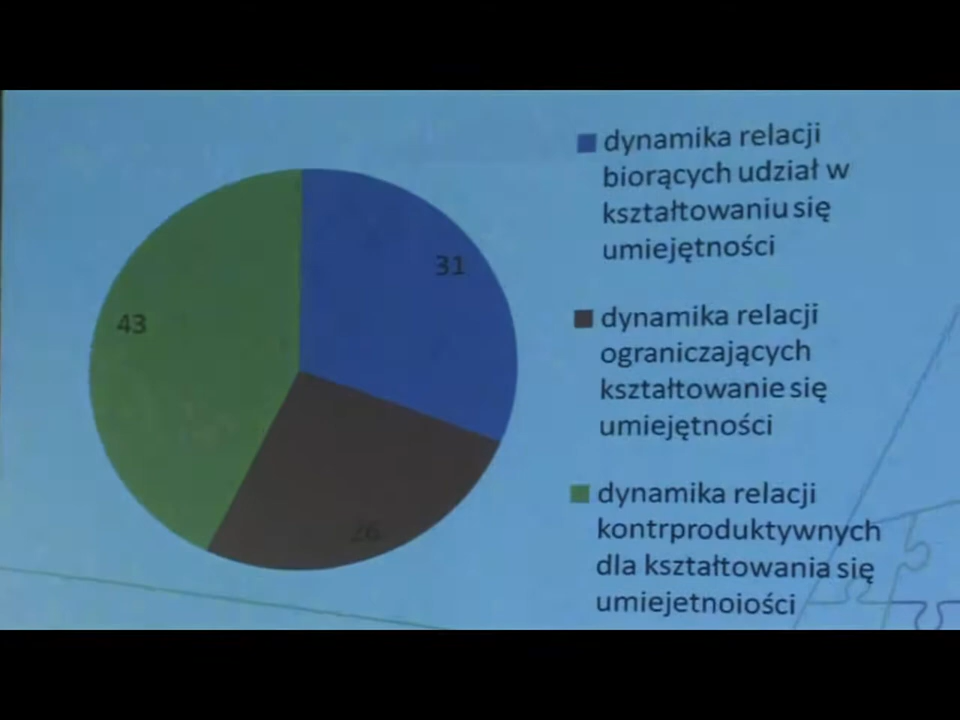 dynamika relacji
biorących udział w
kształtowaniu się
umiejętności
31
43
dynamika relacji
ograniczających
kształtowanie się
umiejętności
26
dynamika relacji
kontrproduktywnych
dla kształtowania się
umiejetnoiości